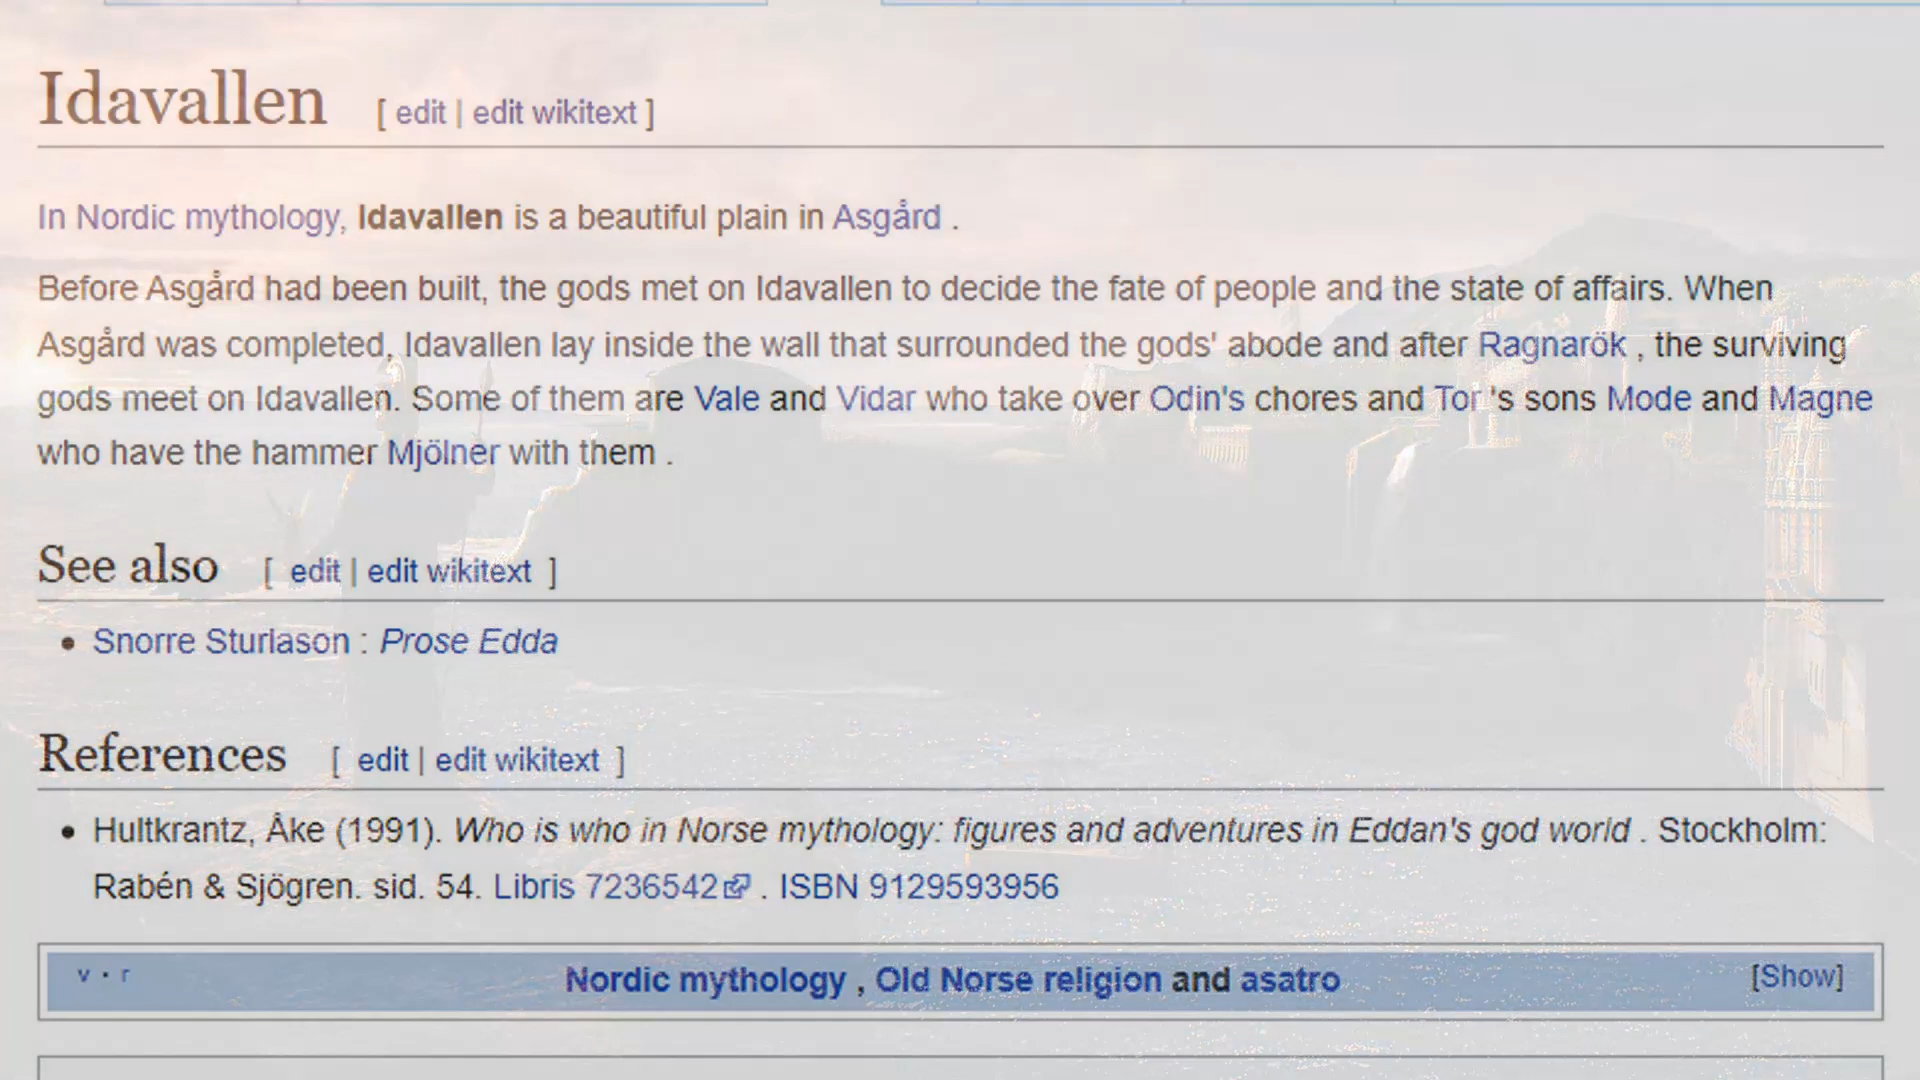 Idavallen [ edit | edit wikitext ]
In Nordic mythology, Idavallen is a beautiful plain in Asgård .
Before Asgård had been built, the gods met on Idavallen to decide the fate of people and the state of affairs. When
Asgård was completed, Idavallen lay inside the wall that surrounded the gods' abode and after Ragnarök , the surviving
gods meet on Idavallen. Some of them are Vale and Vidar who take over Odin's chores and Tor 's sons Mode and Magne
who have the hammer Mjölner with them .
See also [ edit | edit wikitext ]
• Snorre Sturlason : Prose Edda
References [ edit | edit wikitext ]
• Hultkrantz, Åke (1991). Who is who in Norse mythology: figures and adventures in Eddan's god world . Stockholm:
Rabén & Sjögren. sid. 54. Libris 7236542 . ISBN 9129593956
v · r Nordic mythology , Old Norse religion and asatro [Show]